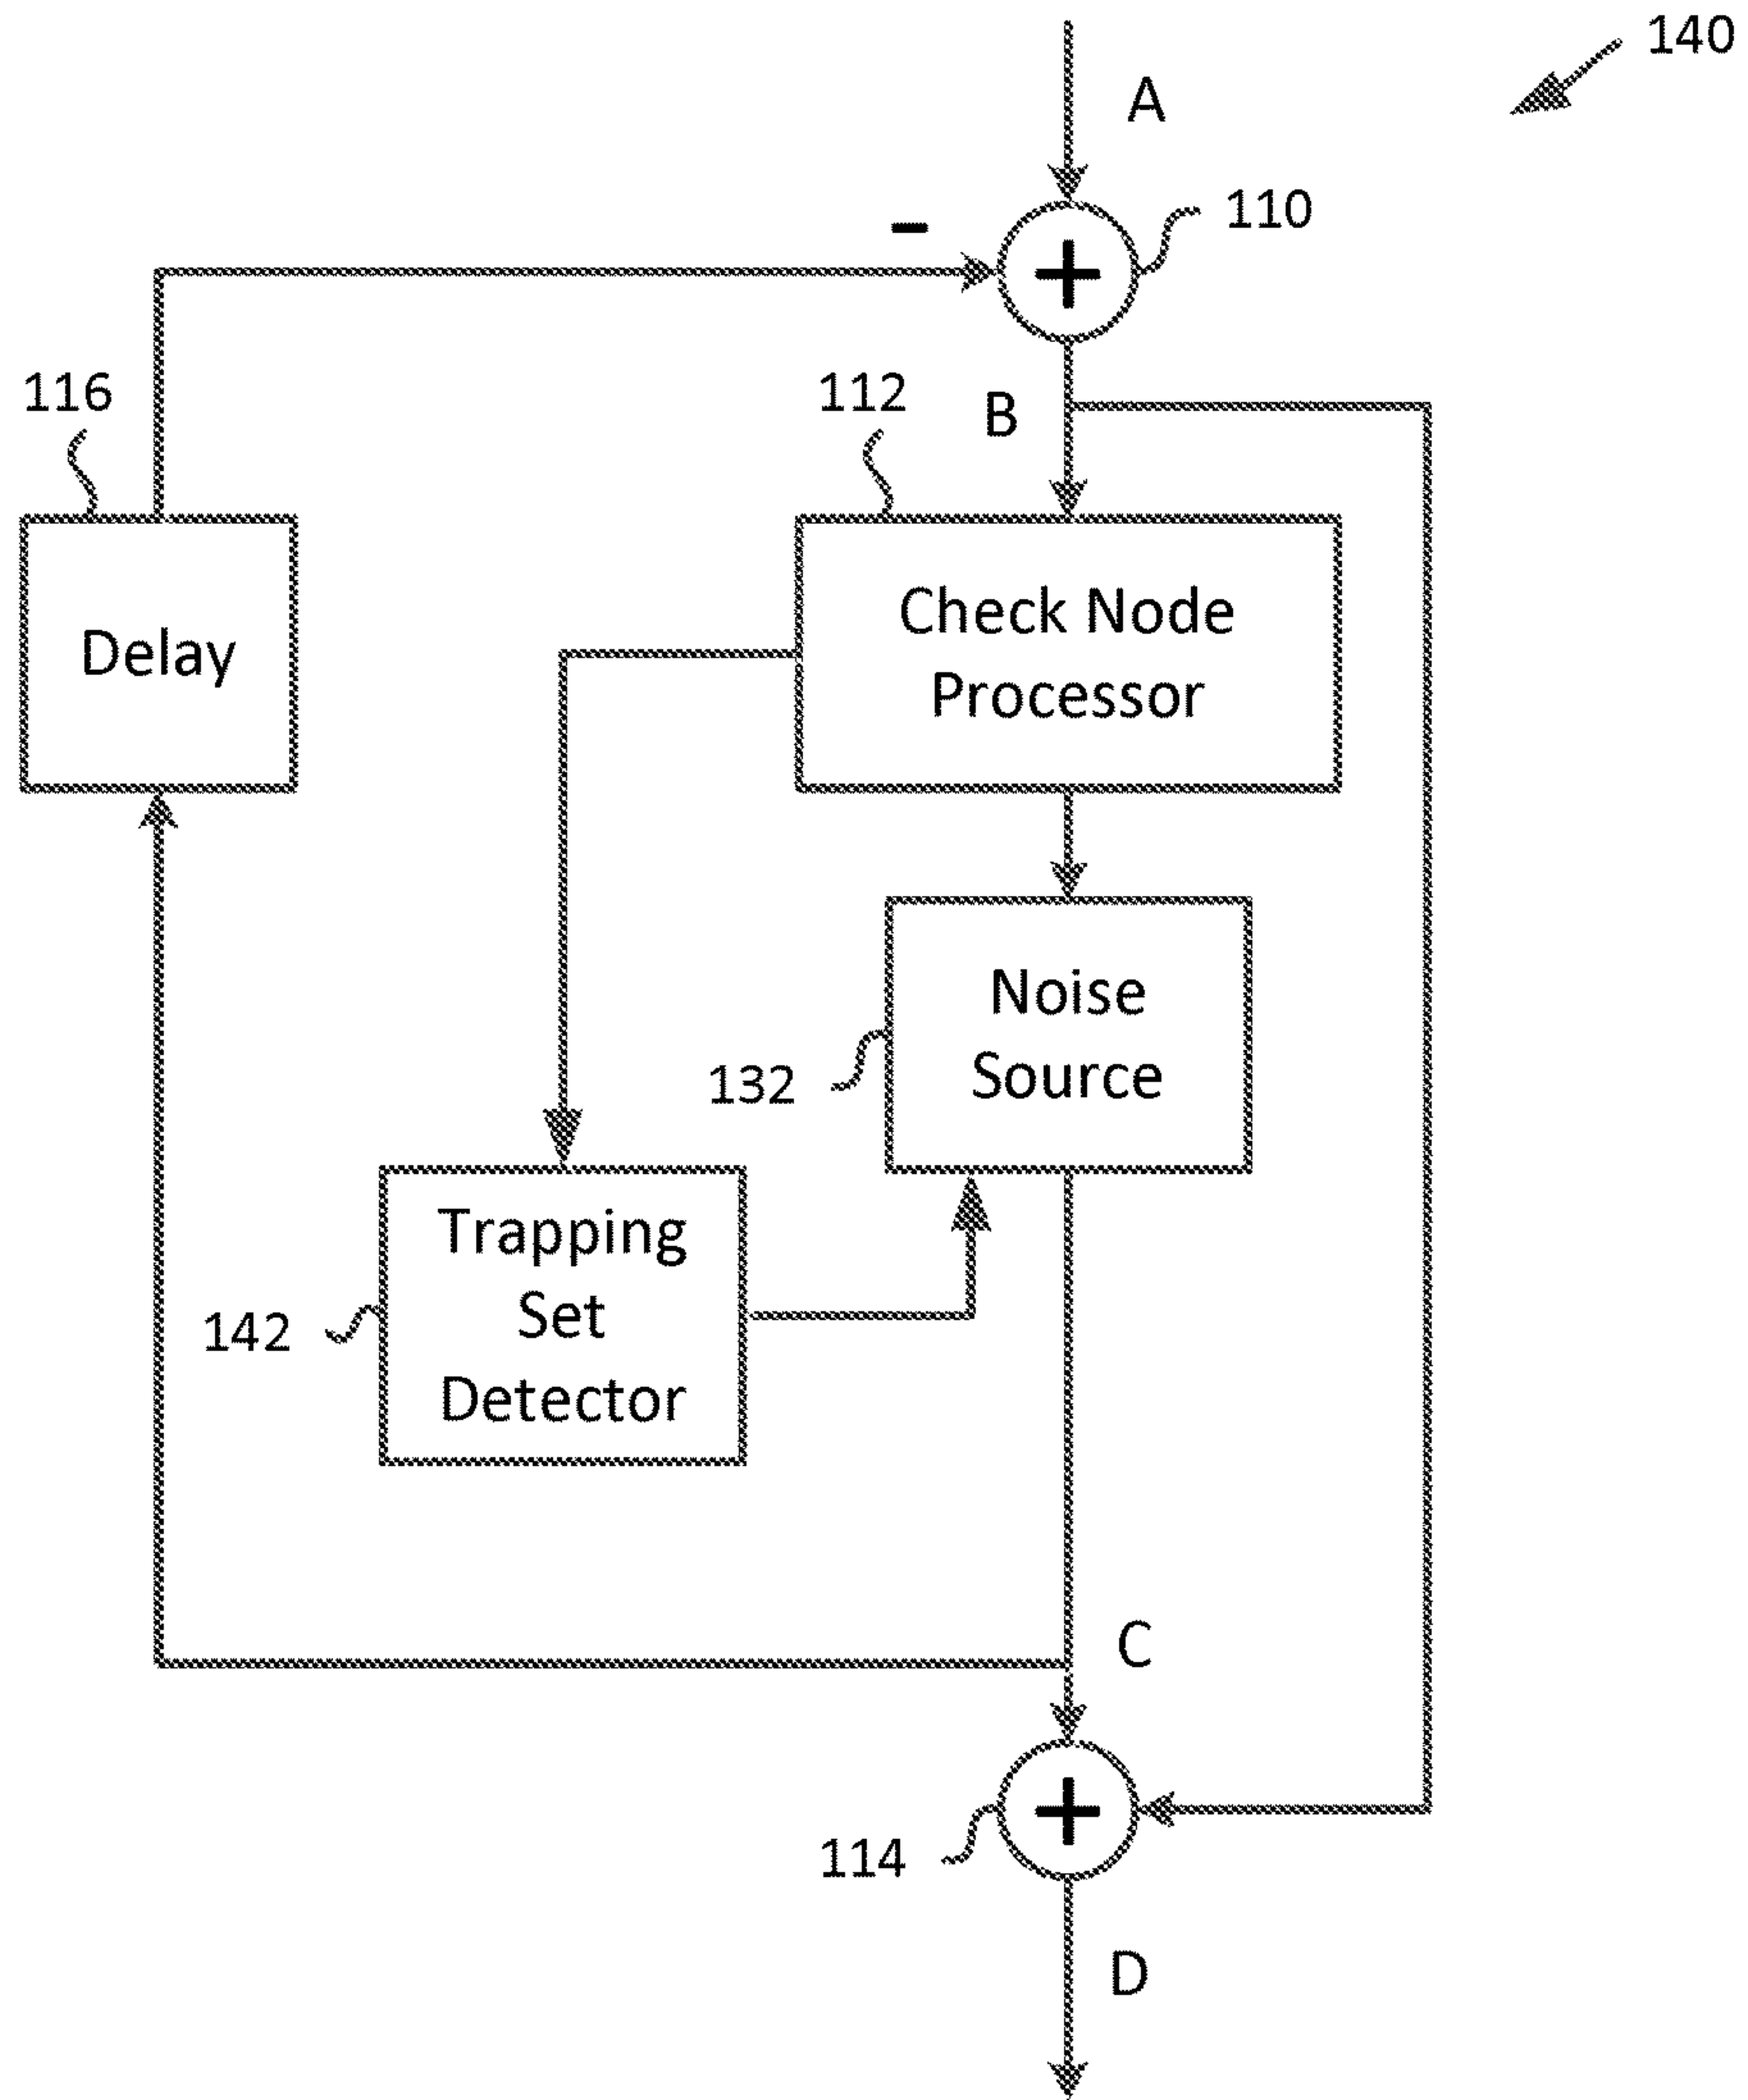 140
A
-
110
+
116
112
B
Delay
Check Node
Processor
Noise
Source
132
Trapping
Set
Detector
142
C
+
114
D